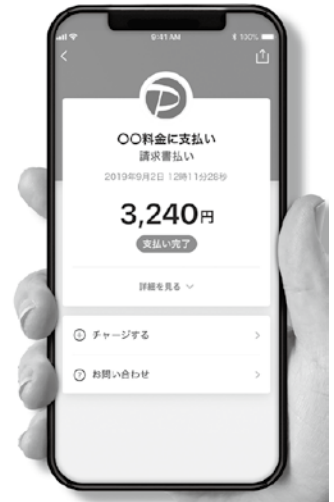 9:41 AM 100%
〇〇料金に支払い
請求書払い
2019年9月2日 12時11分28秒
3,240円
支払い完了
詳細を見る
チャージする
お問い合わせ